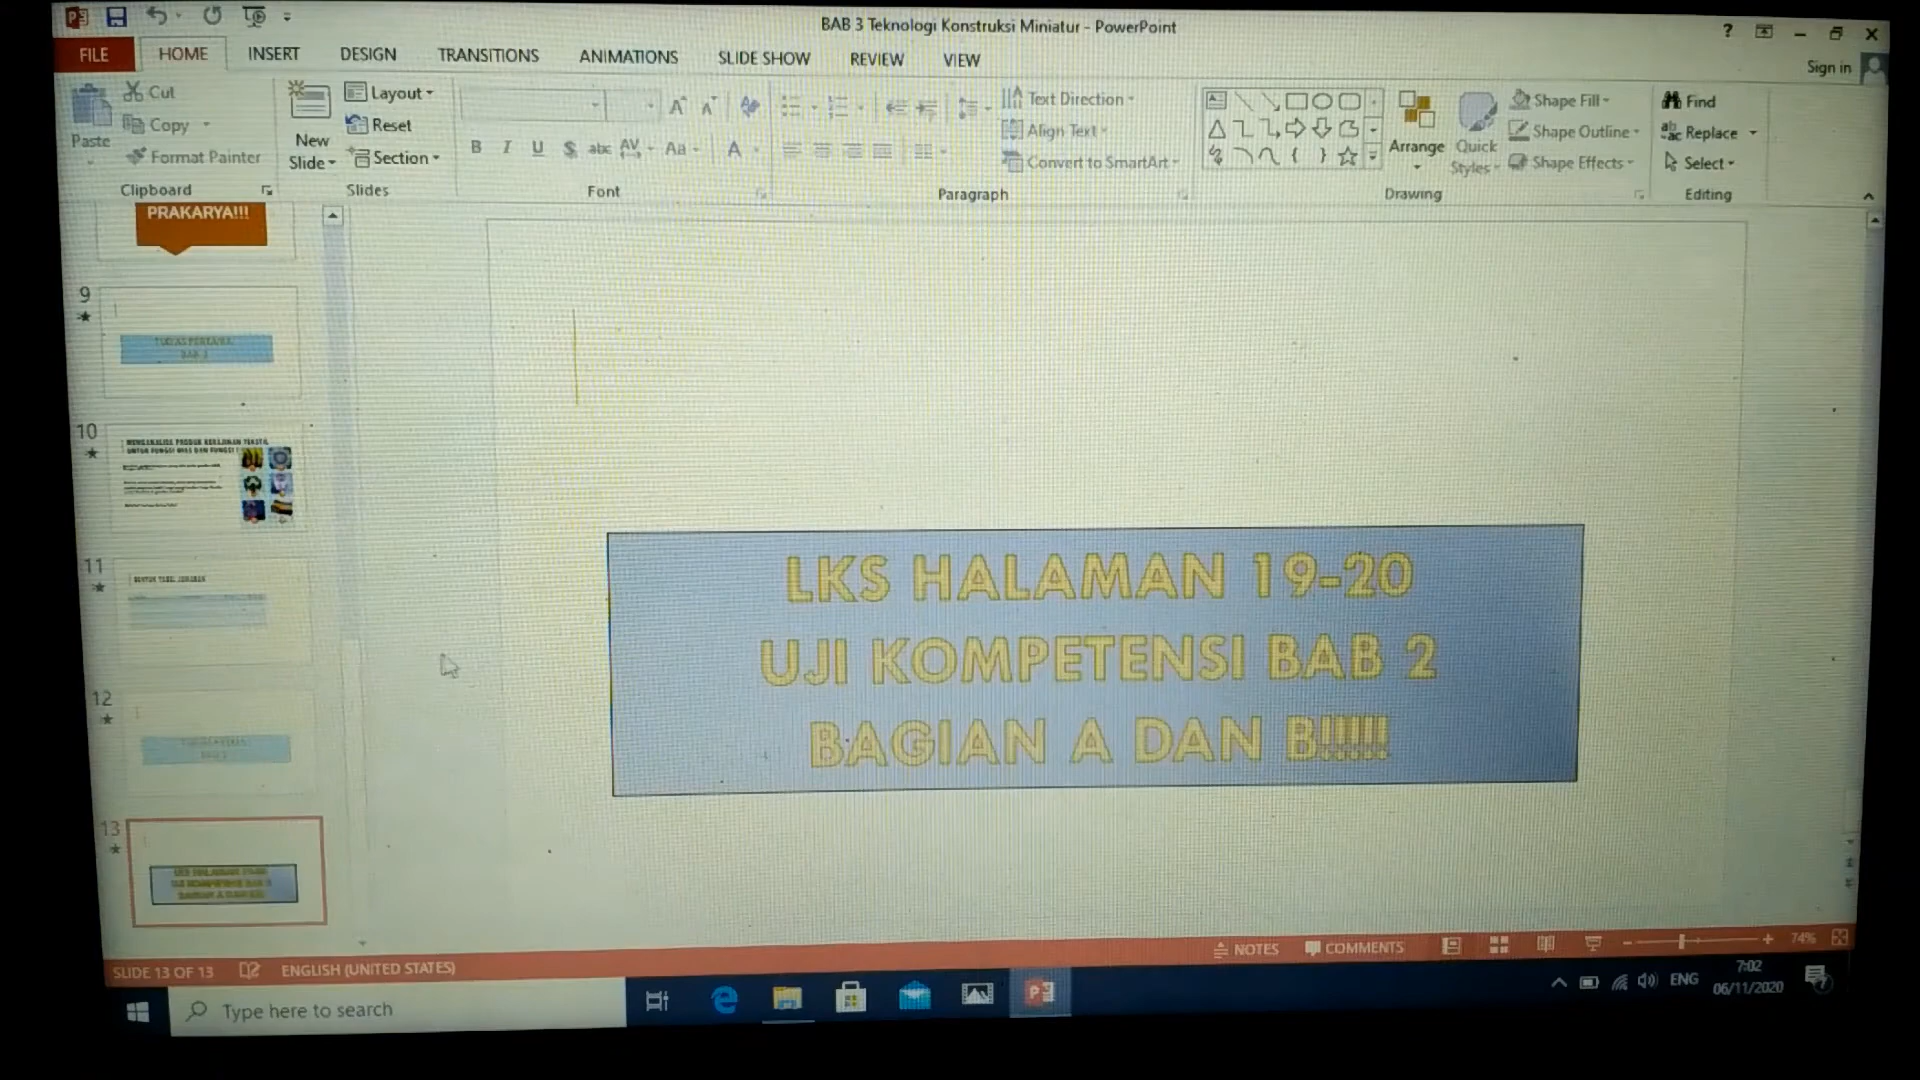 BAB 3 Teknologi Konstruksi Miniatur - PowerPoint
?
Sign in
FILE
HOME
INSERT
DESIGN
TRANSITIONS
ANIMATIONS
SLIDE SHOW
REVIEW
VIEW
Paste
Cut
Copy
Format Painter
Clipboard
New
Slide
Layout
Reset
Section
Slides
B I U S abc AV Aa A
Font
Text Direction
Align Text
Convert to SmartArt
Paragraph
Arrange
Quick
Styles
Shape Fill
Shape Outline
Shape Effects
Drawing
Find
Replace
Select
Editing
PRAKARYA!!!
9
10
11
12
13
LKS HALAMAN 19-20
UJI KOMPETENSI BAB 2
BAGIAN A DAN B!!!!!
SLIDE 13 OF 13
ENGLISH (UNITED STATES)
NOTES
COMMENTS
74%
Type here to search
ENG
7:02
06/11/2020